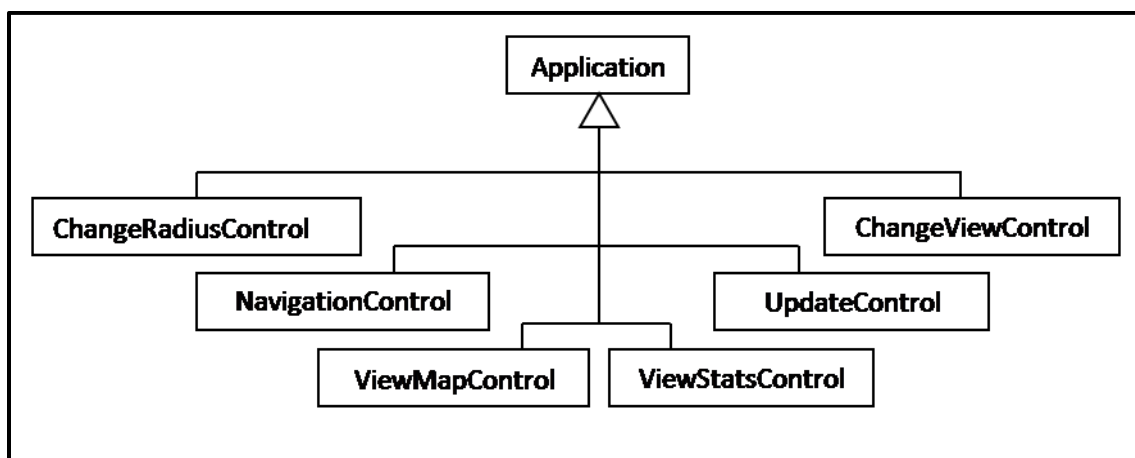 Application
ChangeRadiusControl
ChangeViewControl
NavigationControl
UpdateControl
ViewMapControl
ViewStatsControl